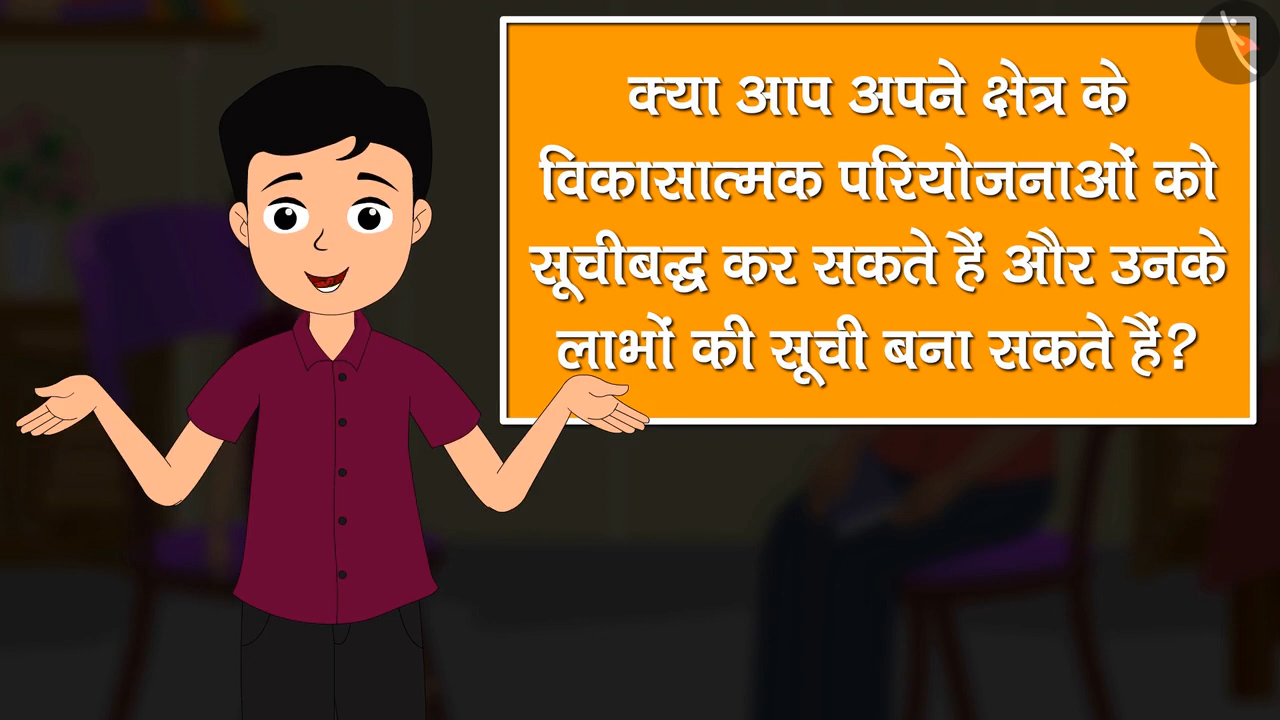 क्या आप अपने क्षेत्र के
विकासात्मक परियोजनाओं को
सूचीबद्ध कर सकते हैं और उनके
लाभों की सूची बना सकते हैं?